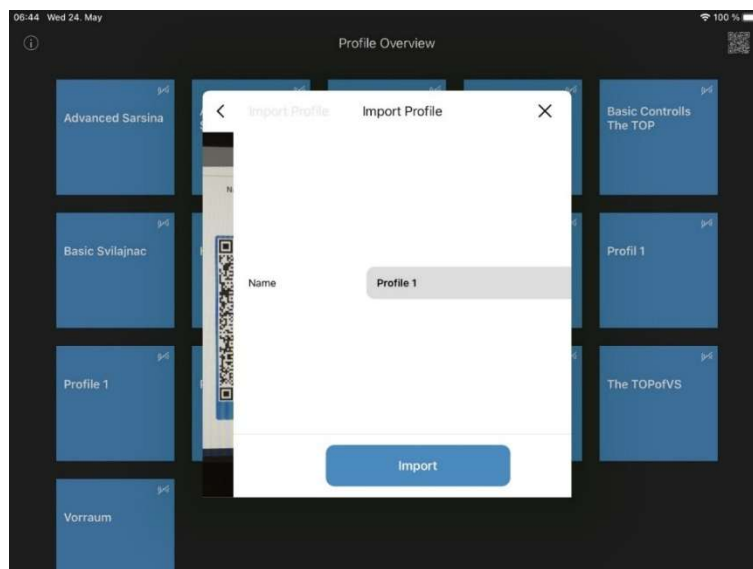 06:44 Wed 24. May
100 %
Profile Overview
Advanced Sarsina
Import Profile
Import Profile
Basic Controlls
The TOP
Basic Svilajnac
Profil 1
Name
Profile 1
Profile 1
The TOPofVS
Import
Vorraum